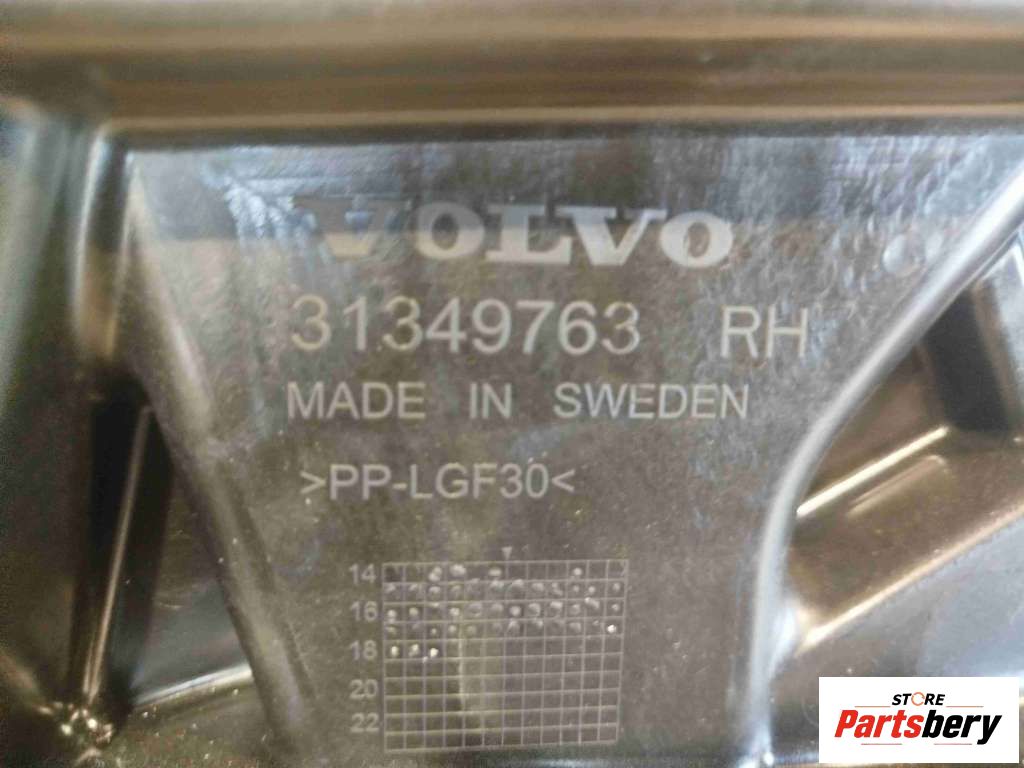 VOLVO
31349763 RH
MADE IN SWEDEN
>PP-LGF30<
14
16
18
20
22
STORE
Partsbery